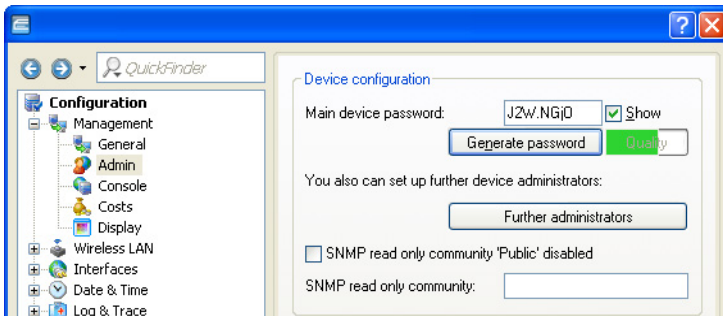 QuickFinder
Configuration
Management
General
Admin
Console
Costs
Display
Wireless LAN
Interfaces
Date & Time
Log & Trace
Device configuration
Main device password: J2W.NGj0 Show
Generate password Quality
You also can set up further device administrators:
Further administrators
SNMP read only community 'Public' disabled
SNMP read only community: